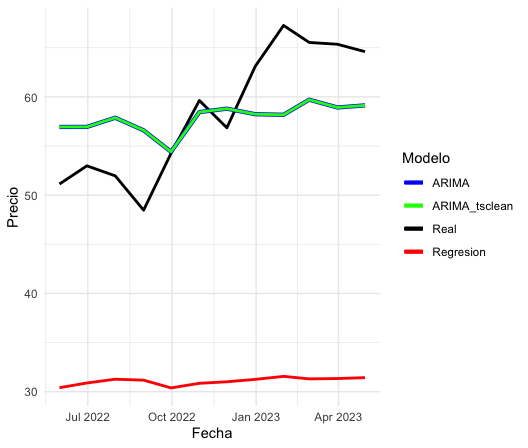 60
50
40
30
Precio
Jul 2022
Oct 2022
Jan 2023
Apr 2023
Fecha
Modelo
ARIMA
ARIMA_tsclean
Real
Regresion